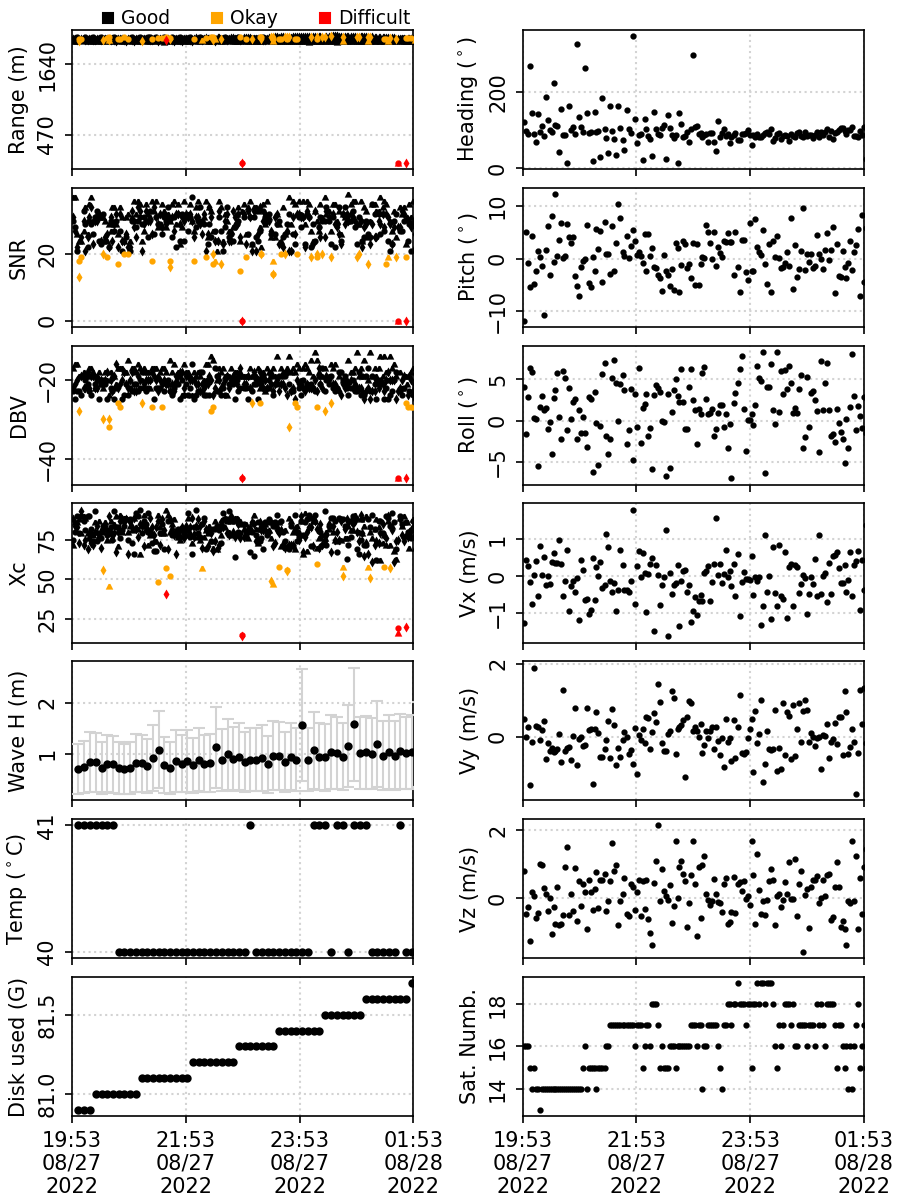 Good Okay Difficult
Range (m)
1640
470
SNR
20
0
DBV
−20
−40
Xc
75
50
25
Wave H (m)
2
1
Temp (°C)
41
40
Disk used (G)
81.5
81.0
19:53 21:53 23:53 01:53
08/27 08/27 08/27 08/28
2022 2022 2022 2022
Heading (°)
200
0
Pitch (°)
10
0
−10
Roll (°)
5
0
−5
Vx (m/s)
1
0
−1
Vy (m/s)
2
0
Vz (m/s)
2
0
Sat. Numb.
18
16
14
19:53 21:53 23:53 01:53
08/27 08/27 08/27 08/28
2022 2022 2022 2022